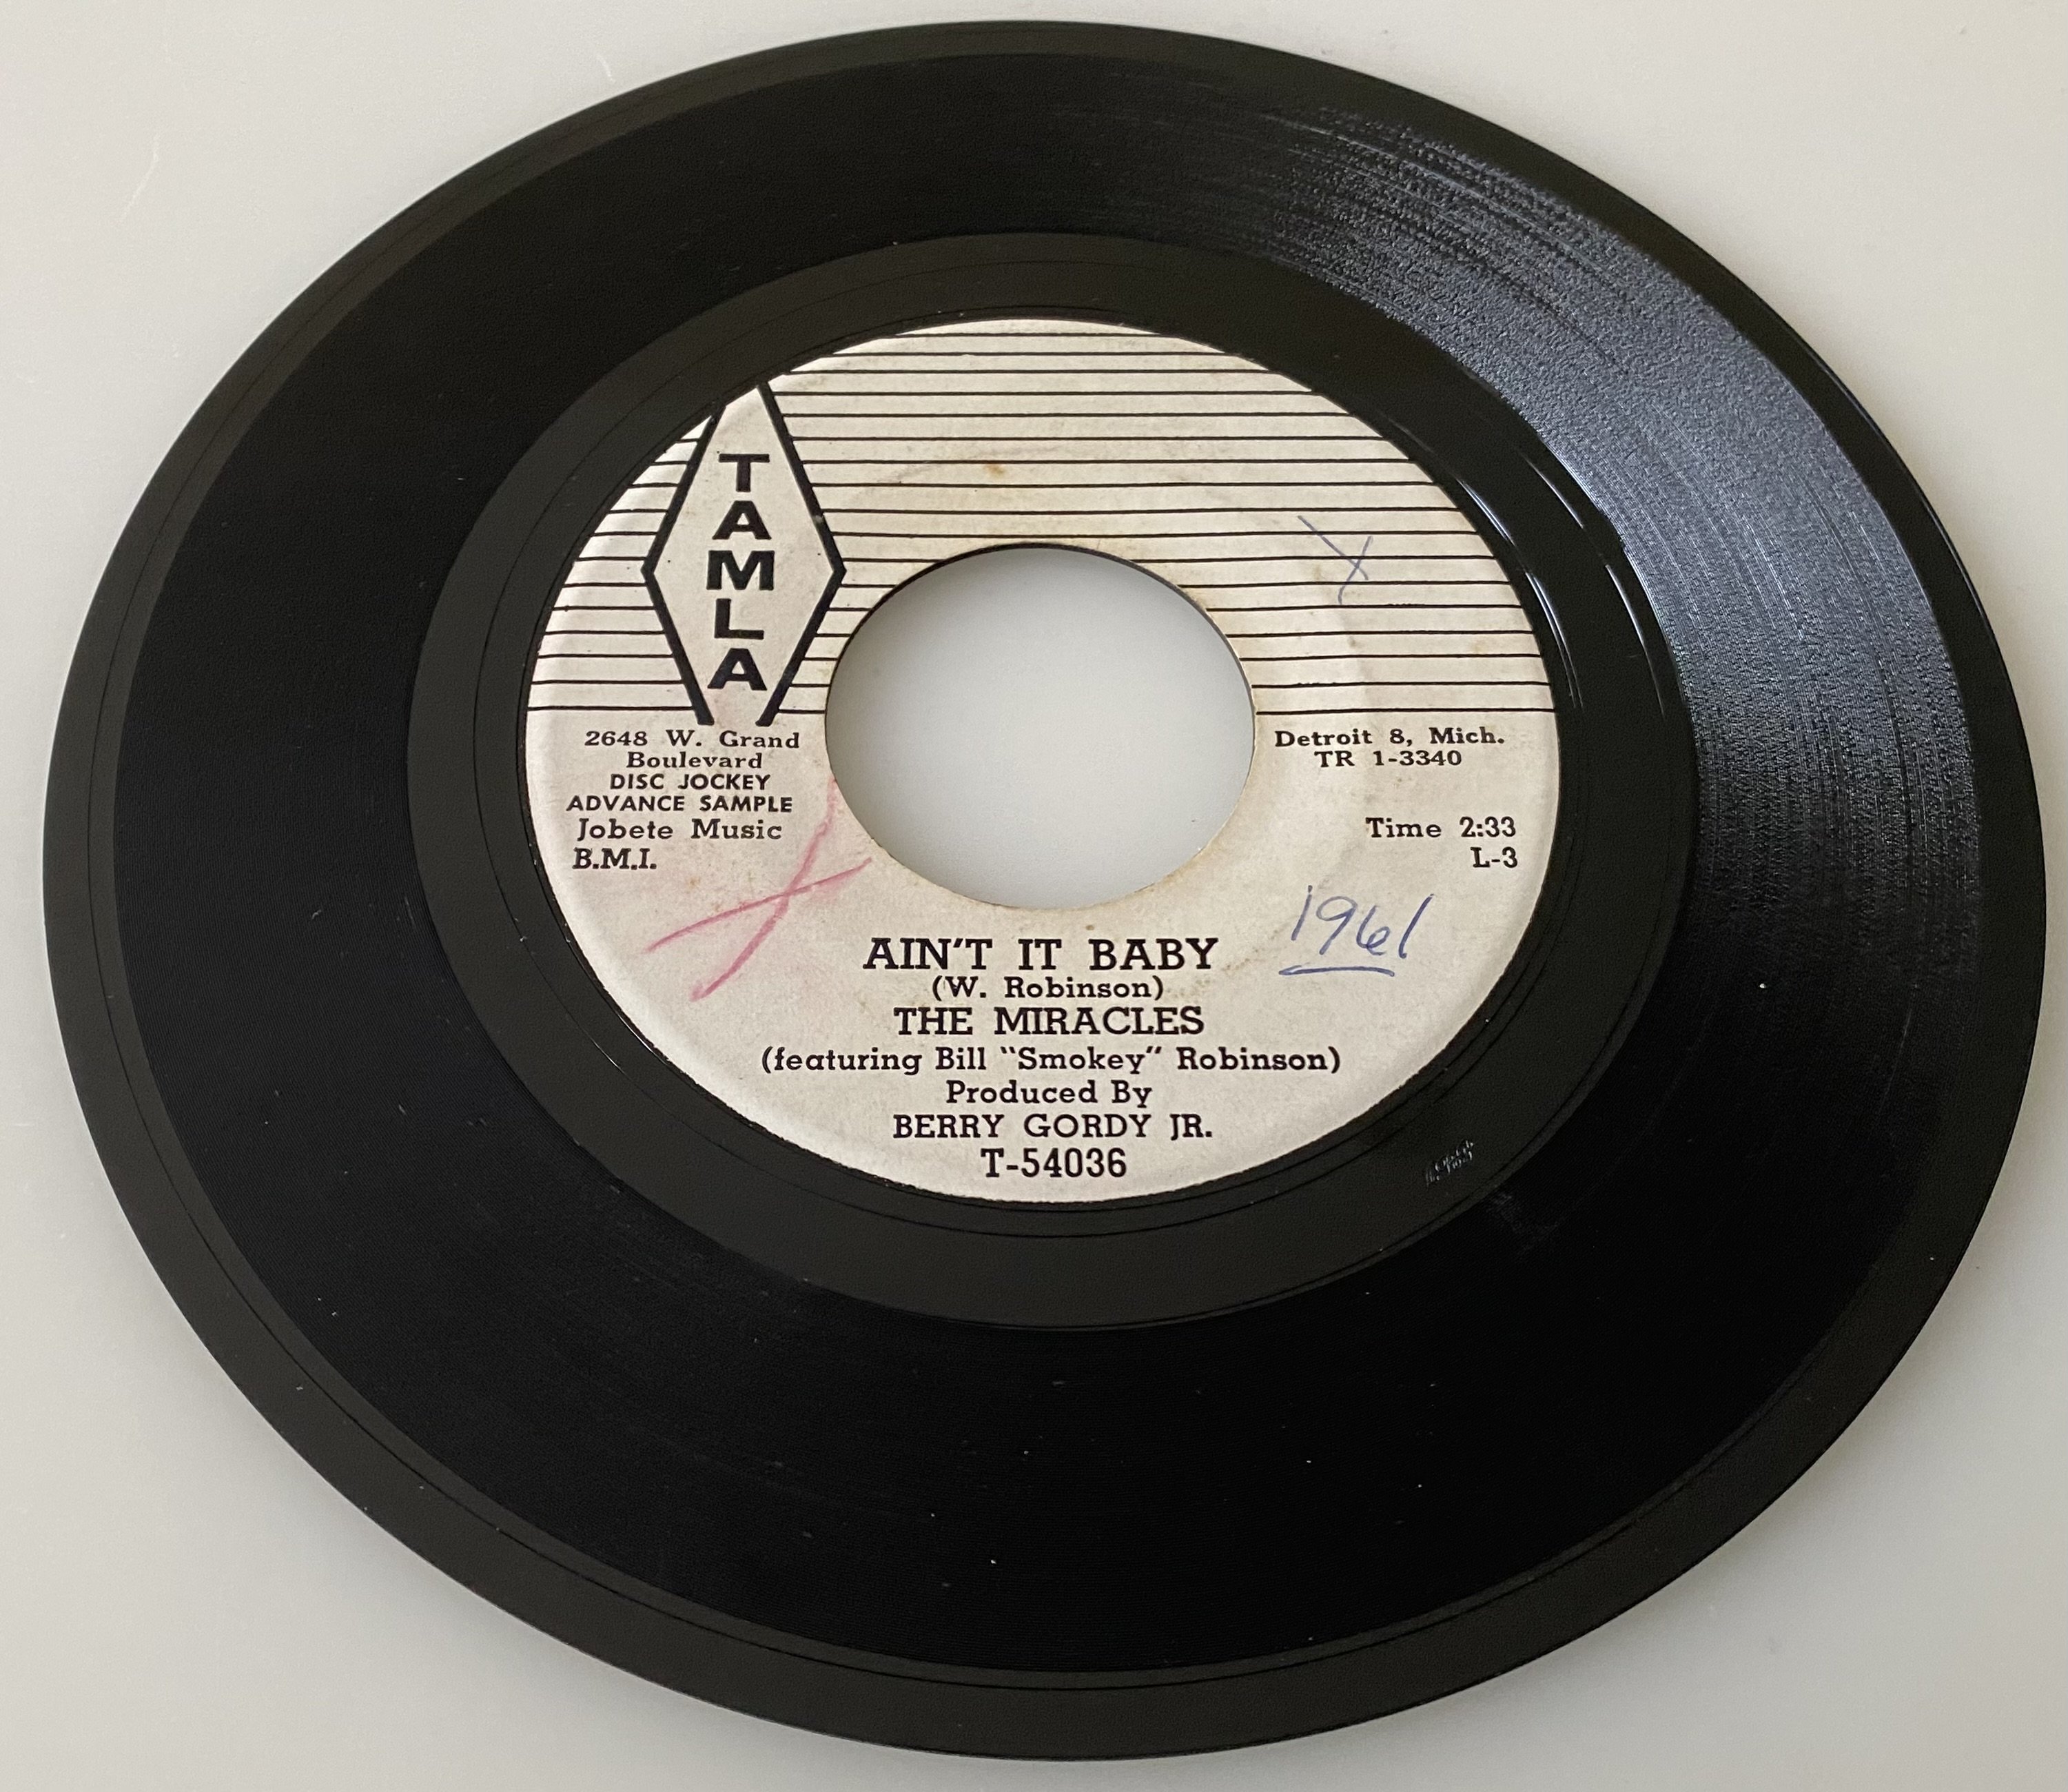 TAMLA
2648 W. Grand
Boulevard
DISC JOCKEY
ADVANCE SAMPLE
Jobete Music
B.M.I.
Detroit 8, Mich.
TR 1-3340
Time 2:33
L-3
1961
AIN'T IT BABY
(W. Robinson)
THE MIRACLES
(featuring Bill "Smokey" Robinson)
Produced By
BERRY GORDY JR.
T-54036